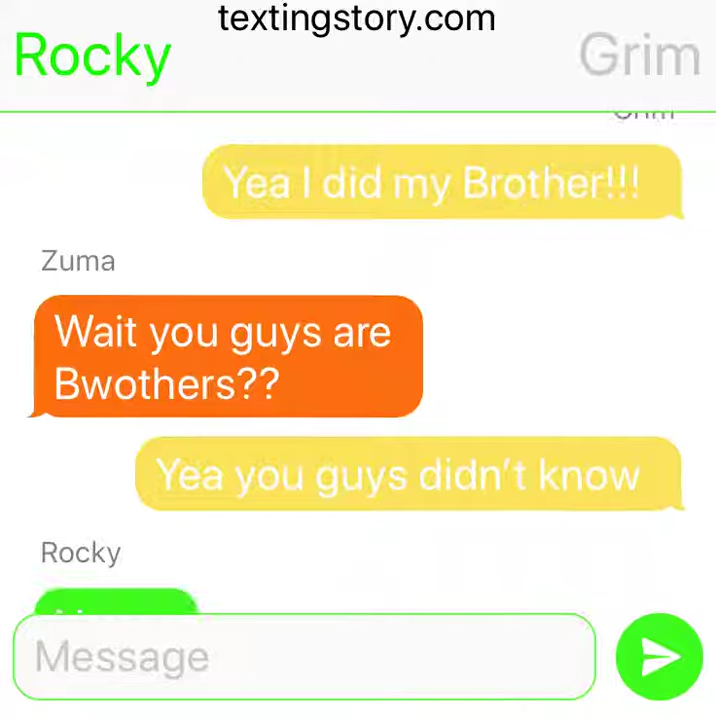 textingstory.com
Rocky
Grim
Yea I did my Brother!!!
Zuma
Wait you guys are
Bwothers??
Yea you guys didn't know
Rocky
Message